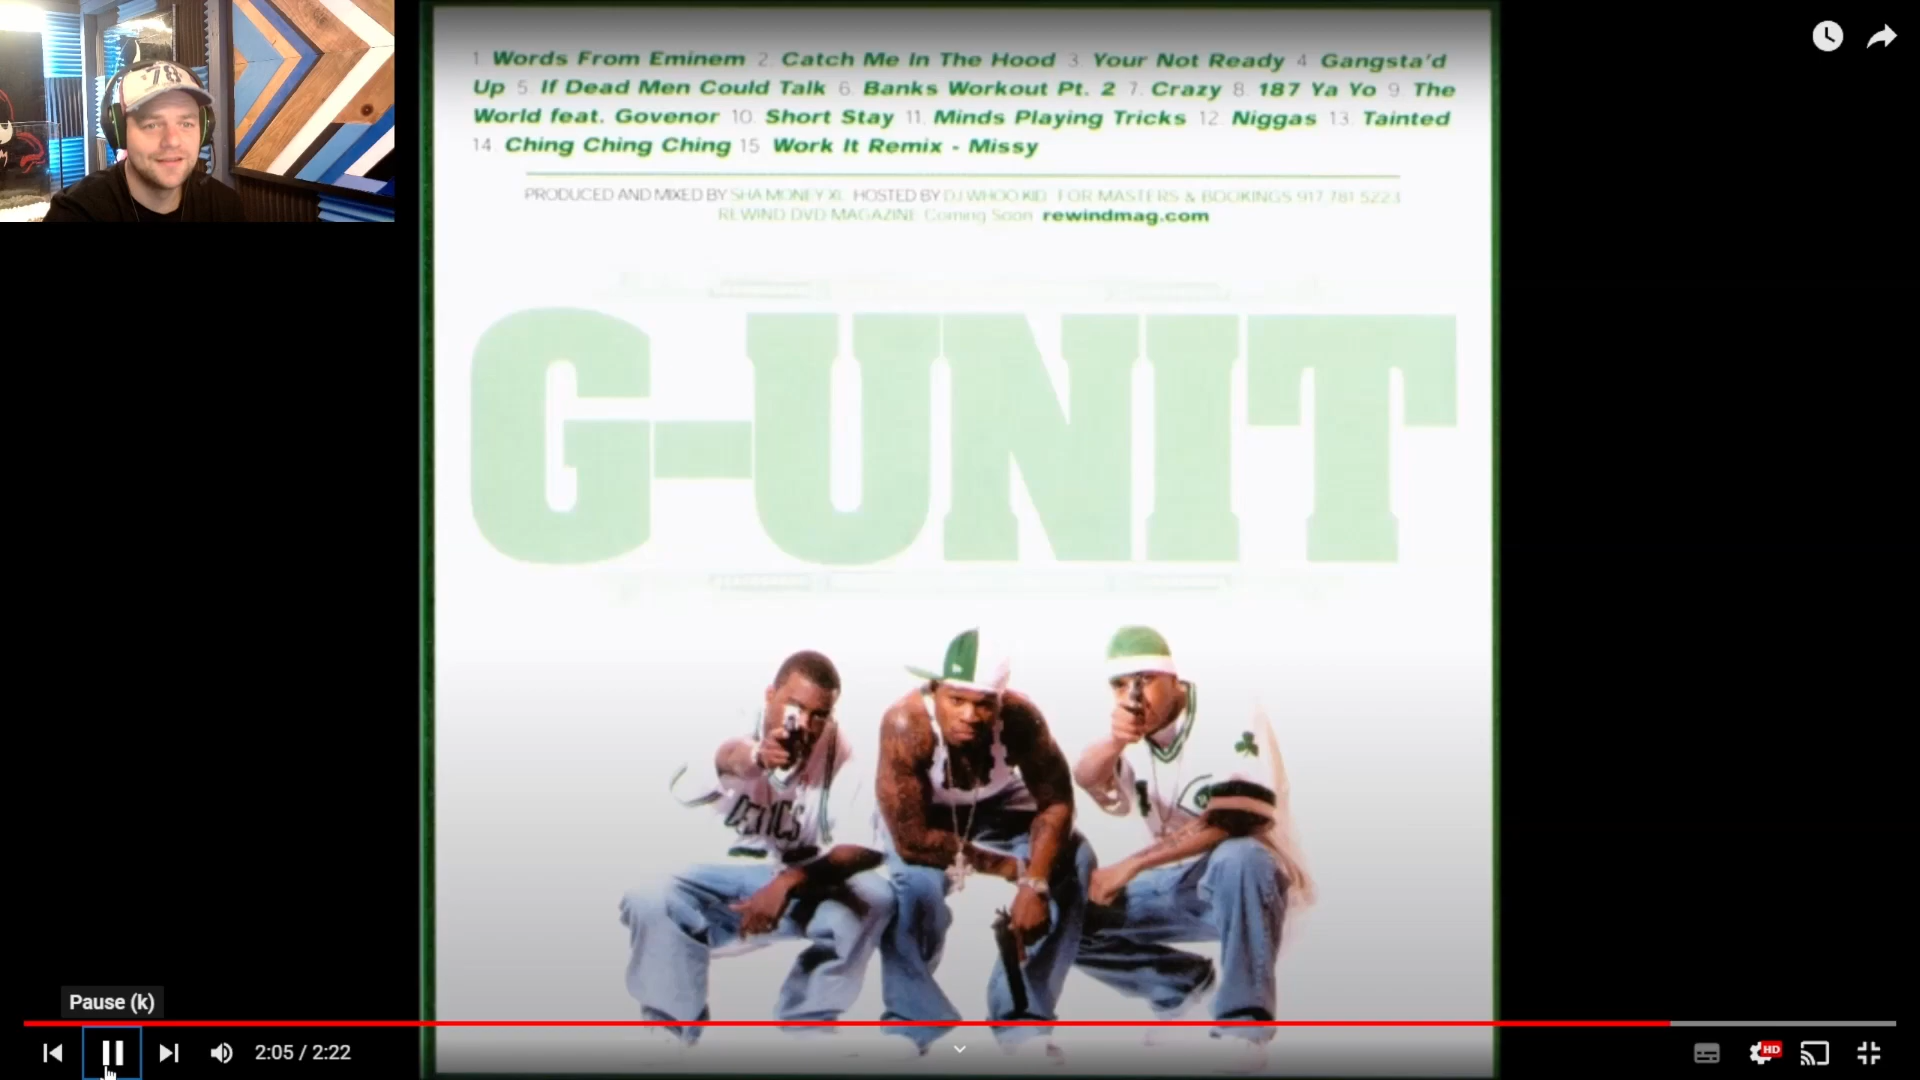 '78
1. Words From Eminem 2. Catch Me In The Hood 3. Your Not Ready 4. Gangsta'd
Up 5. If Dead Men Could Talk 6. Banks Workout Pt. 2 7. Crazy 8. 187 Ya Yo 9. The
World feat. Govenor 10. Short Stay 11. Minds Playing Tricks 12. Niggas 13. Tainted
14. Ching Ching Ching 15. Work It Remix - Missy
PRODUCED AND MIXED BY SHA MONEY XL HOSTED BY DJ WHOO KID FOR MASTERS & BOOKINGS 917 781 5223
REWIND DVD MAGAZINE Coming Soon rewindmag.com
G-UNIT
Pause (k)
2:05 / 2:22
HD